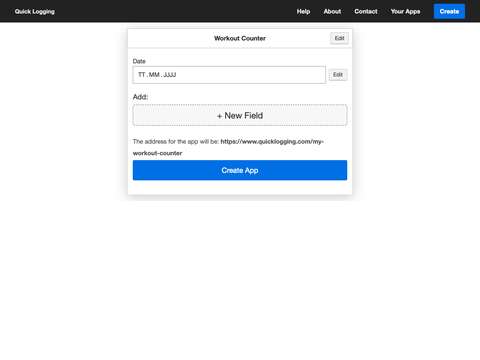 Quick Logging
Help About Contact Your Apps Create
Workout Counter Edit
Date
TT . MM . JJJJ Edit
Add:
+ New Field
The address for the app will be: https://www.quicklogging.com/my-
workout-counter
Create App